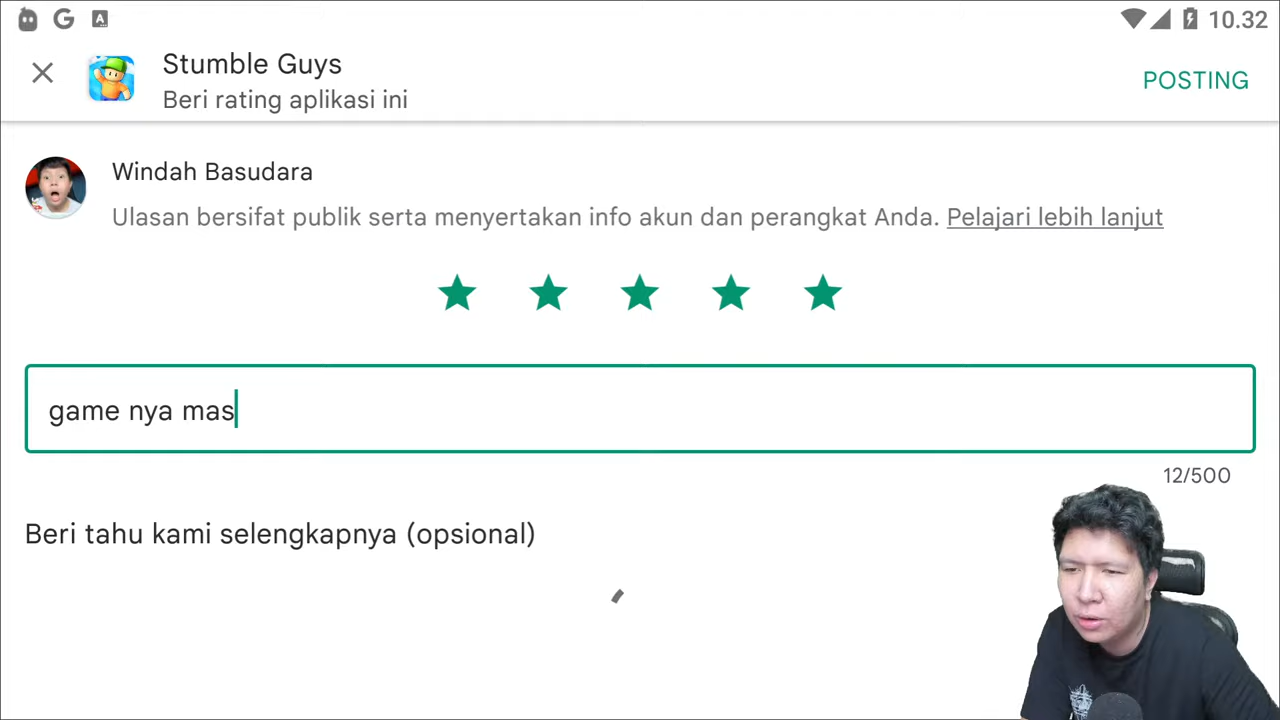 10.32
Stumble Guys
Beri rating aplikasi ini
POSTING
Windah Basudara
Ulasan bersifat publik serta menyertakan info akun dan perangkat Anda. Pelajari lebih lanjut
game nya mas
12/500
Beri tahu kami selengkapnya (opsional)